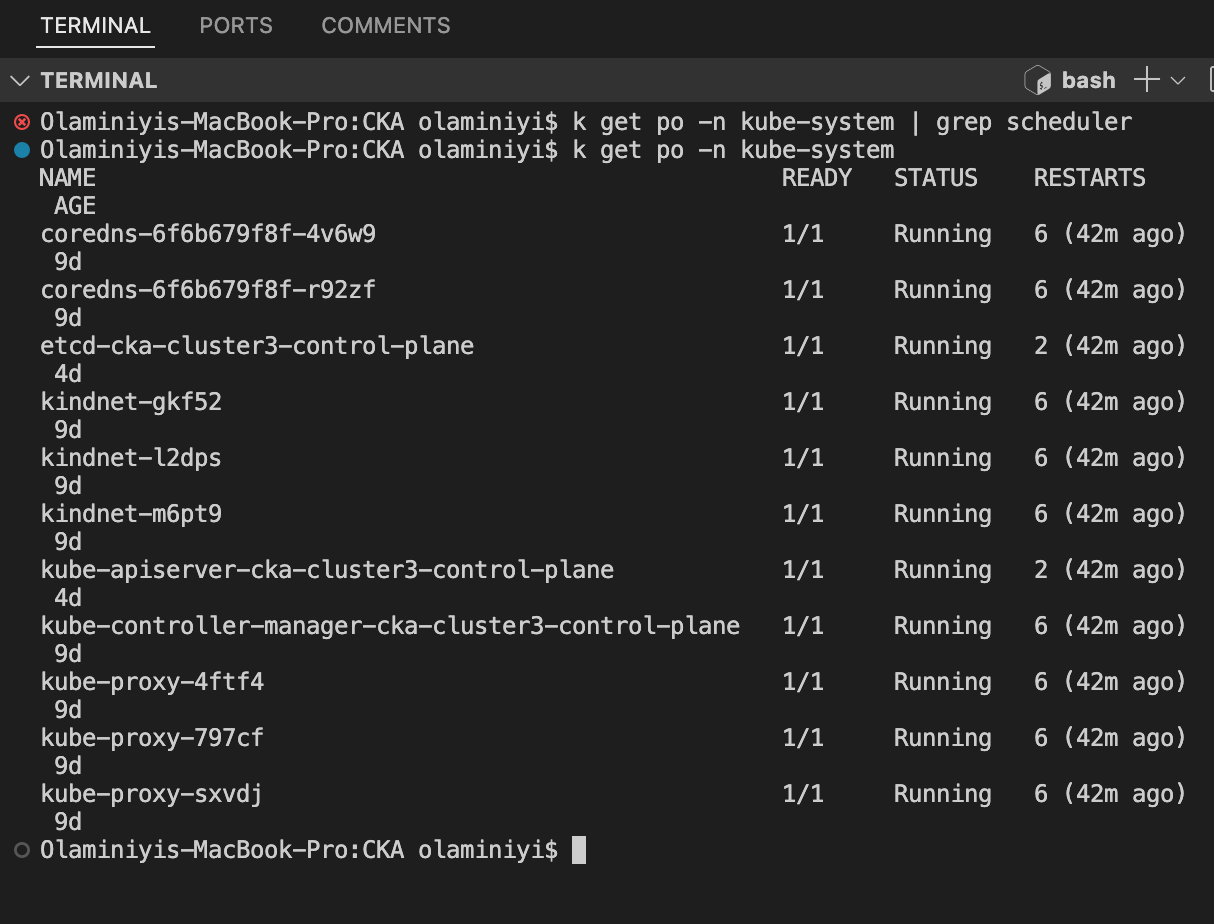 TERMINAL PORTS COMMENTS
TERMINAL bash
Olaminiyis-MacBook-Pro:CKA olaminiyi$ k get po -n kube-system | grep scheduler
Olaminiyis-MacBook-Pro:CKA olaminiyi$ k get po -n kube-system
NAME READY STATUS RESTARTS
AGE
coredns-6f6b679f8f-4v6w9 1/1 Running 6 (42m ago)
9d
coredns-6f6b679f8f-r92zf 1/1 Running 6 (42m ago)
9d
etcd-cka-cluster3-control-plane 1/1 Running 2 (42m ago)
4d
kindnet-gkf52 1/1 Running 6 (42m ago)
9d
kindnet-l2dps 1/1 Running 6 (42m ago)
9d
kindnet-m6pt9 1/1 Running 6 (42m ago)
9d
kube-apiserver-cka-cluster3-control-plane 1/1 Running 2 (42m ago)
4d
kube-controller-manager-cka-cluster3-control-plane 1/1 Running 6 (42m ago)
9d
kube-proxy-4ftf4 1/1 Running 6 (42m ago)
9d
kube-proxy-797cf 1/1 Running 6 (42m ago)
9d
kube-proxy-sxvdj 1/1 Running 6 (42m ago)
9d
Olaminiyis-MacBook-Pro:CKA olaminiyi$